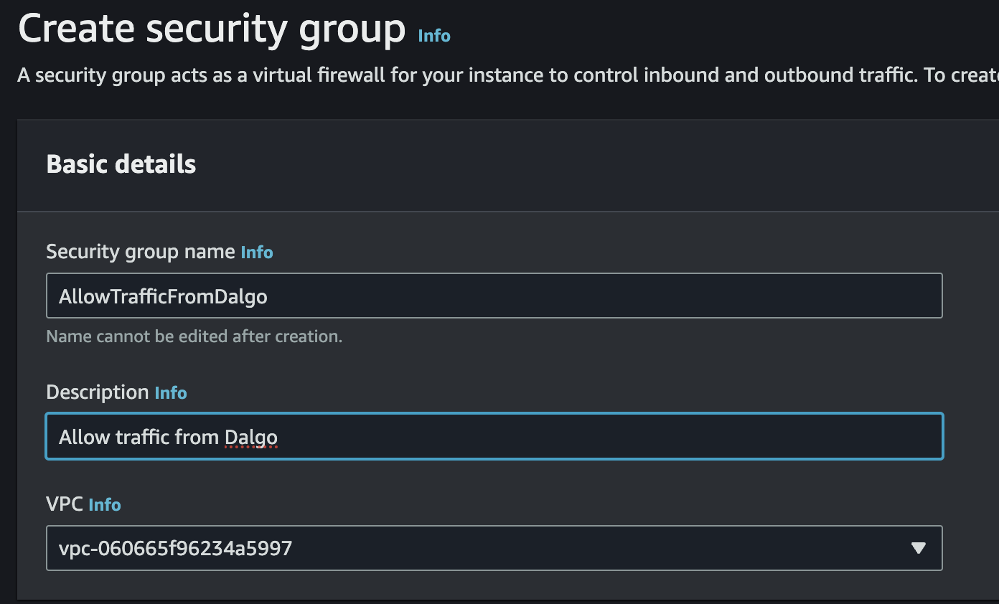 Create security group Info
A security group acts as a virtual firewall for your instance to control inbound and outbound traffic. To create
Basic details
Security group name Info
AllowTrafficFromDalgo
Name cannot be edited after creation.
Description Info
Allow traffic from Dalgo
VPC Info
vpc-060665f96234a5997